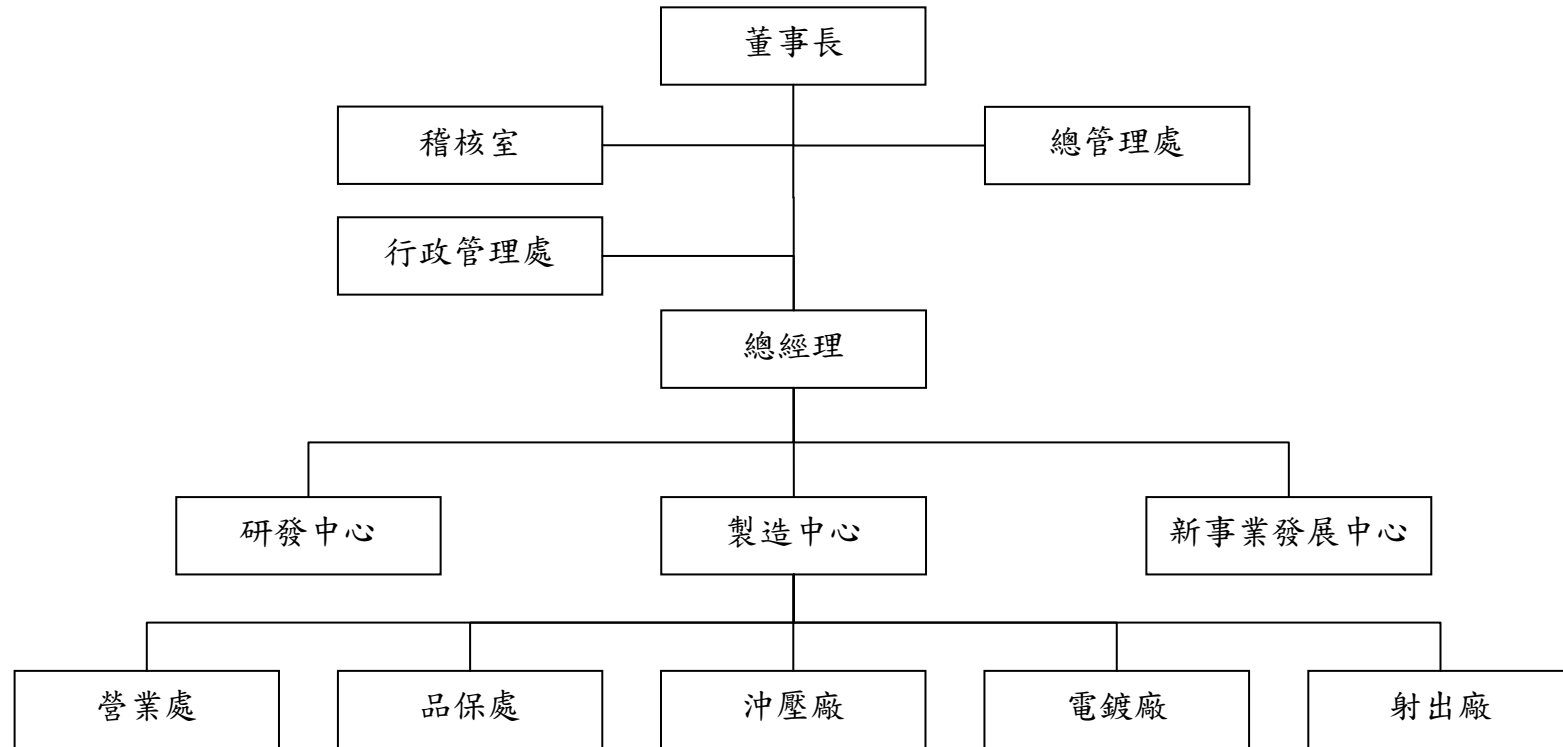 董事長
稽核室
總管理處
行政管理處
總經理
研發中心
製造中心
新事業發展中心
營業處
品保處
沖壓廠
電鍍廠
射出廠